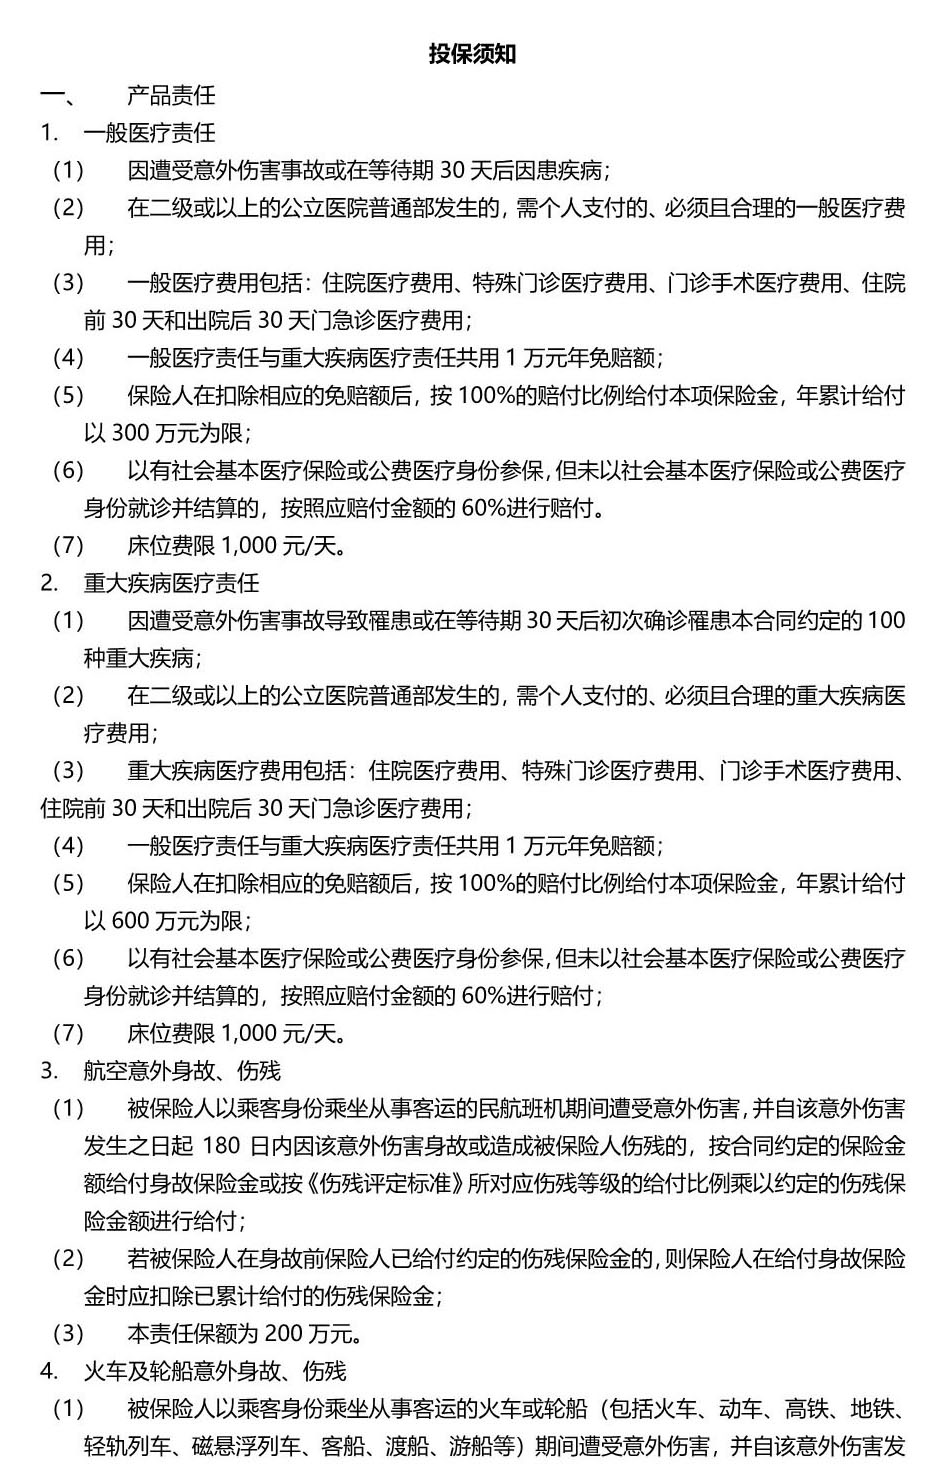 投保须知
一、 产品责任
1. 一般医疗责任
（1） 因遭受意外伤害事故或在等待期 30 天后因患疾病；
（2） 在二级或以上的公立医院普通部发生的，需个人支付的、必须且合理的一般医疗费
用；
（3） 一般医疗费用包括：住院医疗费用、特殊门诊医疗费用、门诊手术医疗费用、住院
前 30 天和出院后 30 天门急诊医疗费用；
（4） 一般医疗责任与重大疾病医疗责任共用 1 万元年免赔额；
（5） 保险人在扣除相应的免赔额后，按 100%的赔付比例给付本项保险金，年累计给付
以 300 万元为限；
（6） 以有社会基本医疗保险或公费医疗身份参保，但未以社会基本医疗保险或公费医疗
身份就诊并结算的，按照应赔付金额的 60%进行赔付。
（7） 床位费限 1,000 元/天。
2. 重大疾病医疗责任
（1） 因遭受意外伤害事故导致罹患或在等待期 30 天后初次确诊罹患本合同约定的 100
种重大疾病；
（2） 在二级或以上的公立医院普通部发生的，需个人支付的、必须且合理的重大疾病医
疗费用；
（3） 重大疾病医疗费用包括：住院医疗费用、特殊门诊医疗费用、门诊手术医疗费用、
住院前 30 天和出院后 30 天门急诊医疗费用；
（4） 一般医疗责任与重大疾病医疗责任共用 1 万元年免赔额；
（5） 保险人在扣除相应的免赔额后，按 100%的赔付比例给付本项保险金，年累计给付
以 600 万元为限；
（6） 以有社会基本医疗保险或公费医疗身份参保，但未以社会基本医疗保险或公费医疗
身份就诊并结算的，按照应赔付金额的 60%进行赔付；
（7） 床位费限 1,000 元/天。
3. 航空意外身故、伤残
（1） 被保险人以乘客身份乘坐从事客运的民航班机期间遭受意外伤害，并自该意外伤害
发生之日起 180 日内因该意外伤害身故或造成被保险人伤残的，按合同约定的保险金
额给付身故保险金或按《伤残评定标准》所对应伤残等级的给付比例乘以约定的伤残保
险金额进行给付；
（2） 若被保险人在身故前保险人已给付约定的伤残保险金的，则保险人在给付身故保险
金时应扣除已累计给付的伤残保险金；
（3） 本责任保额为 200 万元。
4. 火车及轮船意外身故、伤残
（1） 被保险人以乘客身份乘坐从事客运的火车或轮船（包括火车、动车、高铁、地铁、
轻轨列车、磁悬浮列车、客船、渡船、游船等）期间遭受意外伤害，并自该意外伤害发